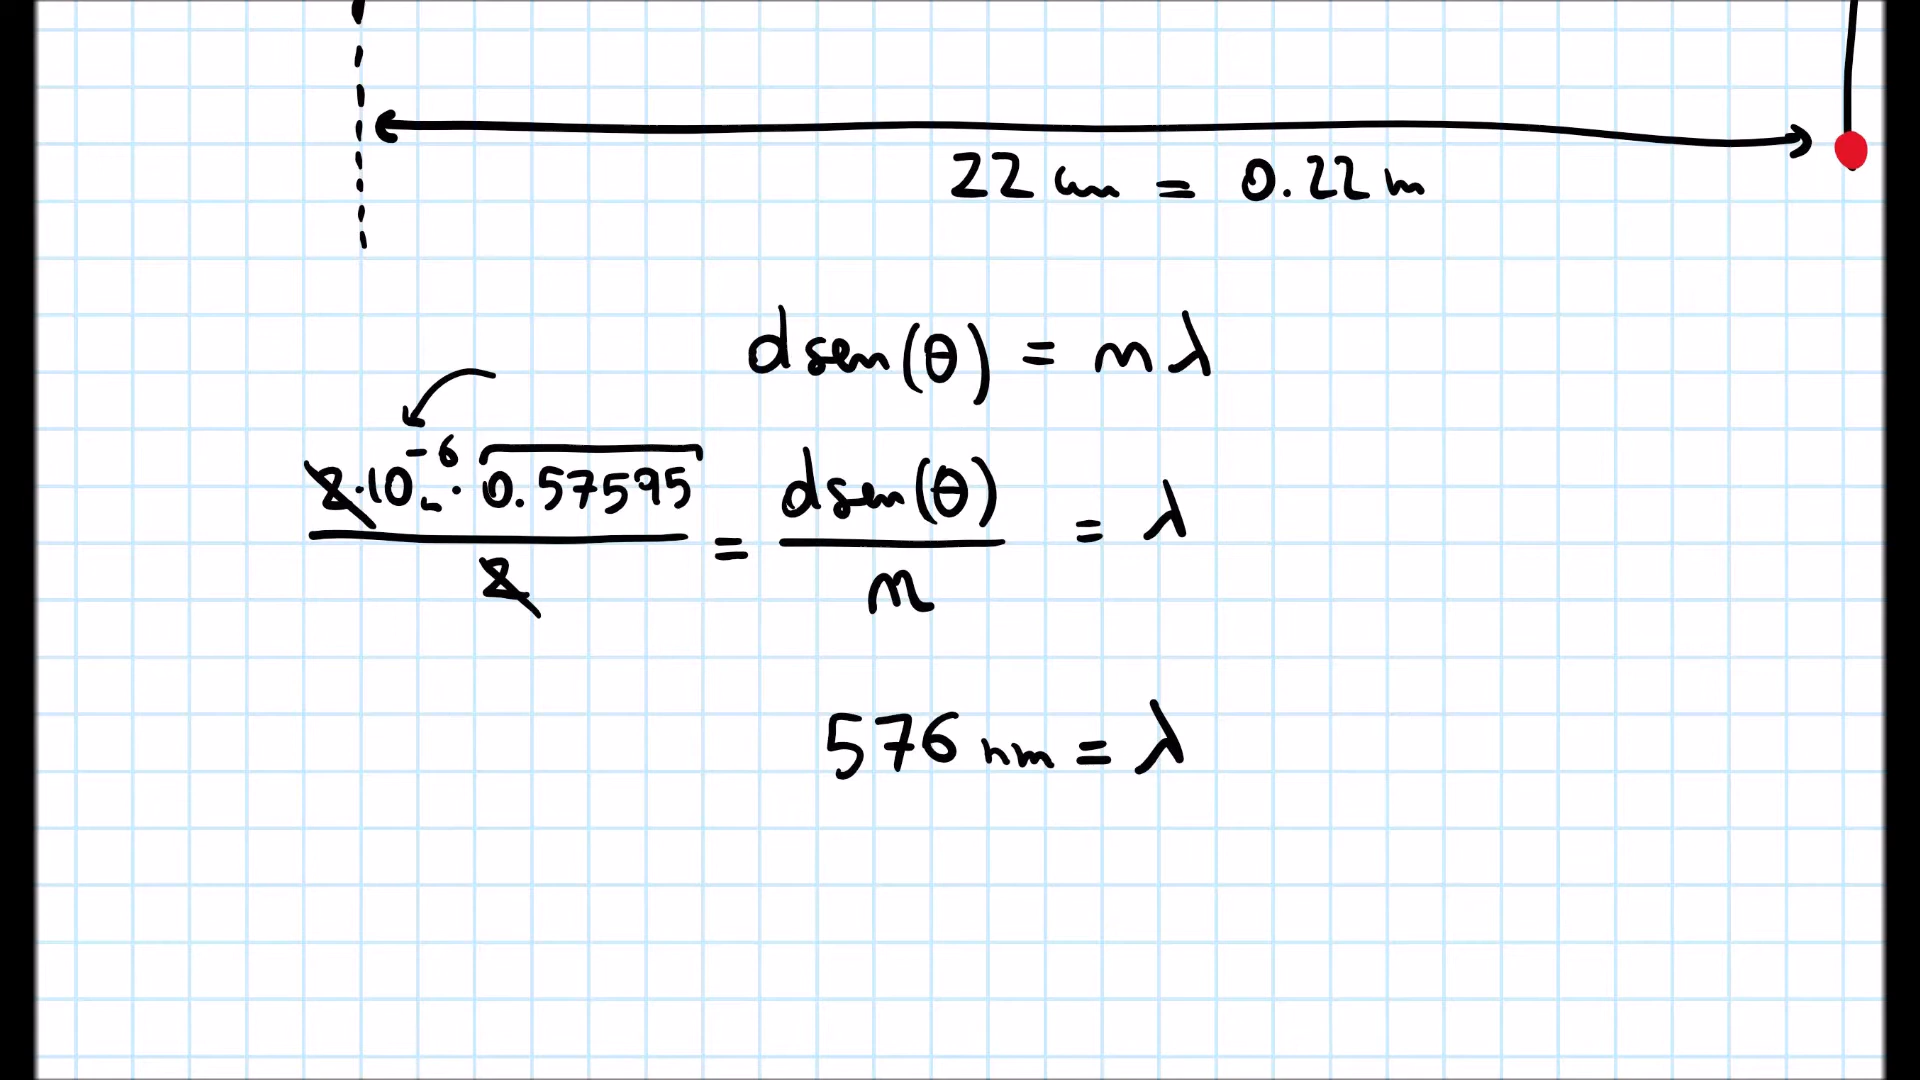 22 cm = 0.22 m
d sen(θ) = m λ
2·10⁻⁶ m · 0.57595 / 2 = d sen(θ) / m = λ
576 nm = λ